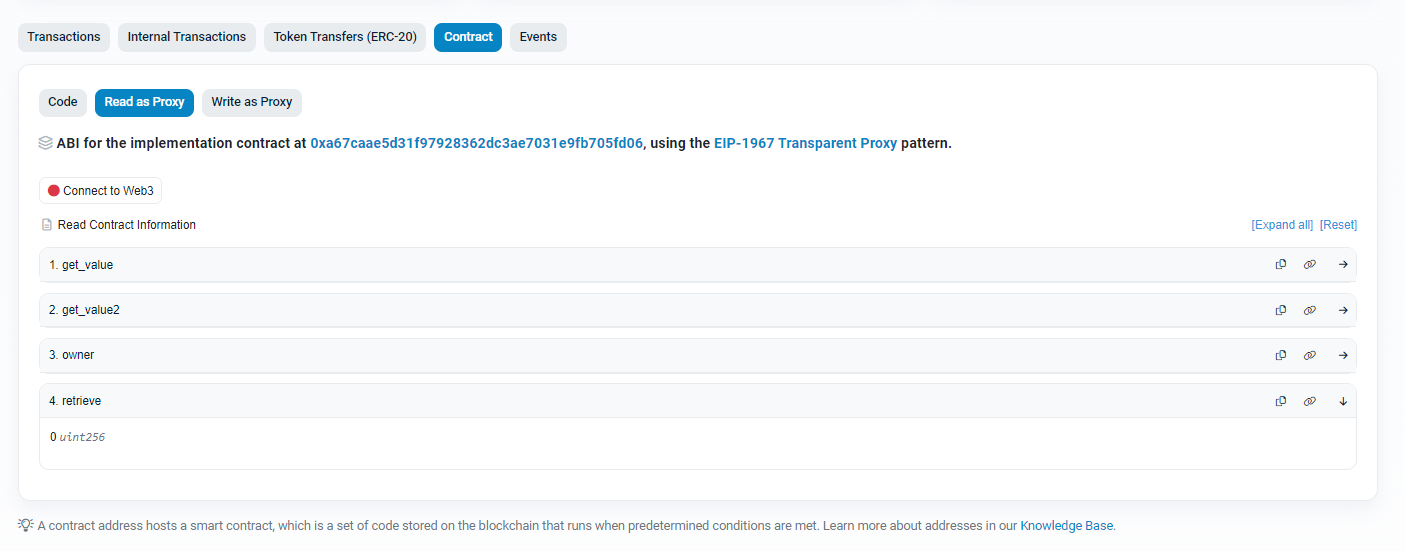 Transactions Internal Transactions Token Transfers (ERC-20) Contract Events
Code Read as Proxy Write as Proxy
ABI for the implementation contract at 0xa67caae5d31f97928362dc3ae7031e9fb705fd06, using the EIP-1967 Transparent Proxy pattern.
Connect to Web3
Read Contract Information [Expand all] [Reset]
1. get_value
2. get_value2
3. owner
4. retrieve
0 uint256
A contract address hosts a smart contract, which is a set of code stored on the blockchain that runs when predetermined conditions are met. Learn more about addresses in our Knowledge Base.